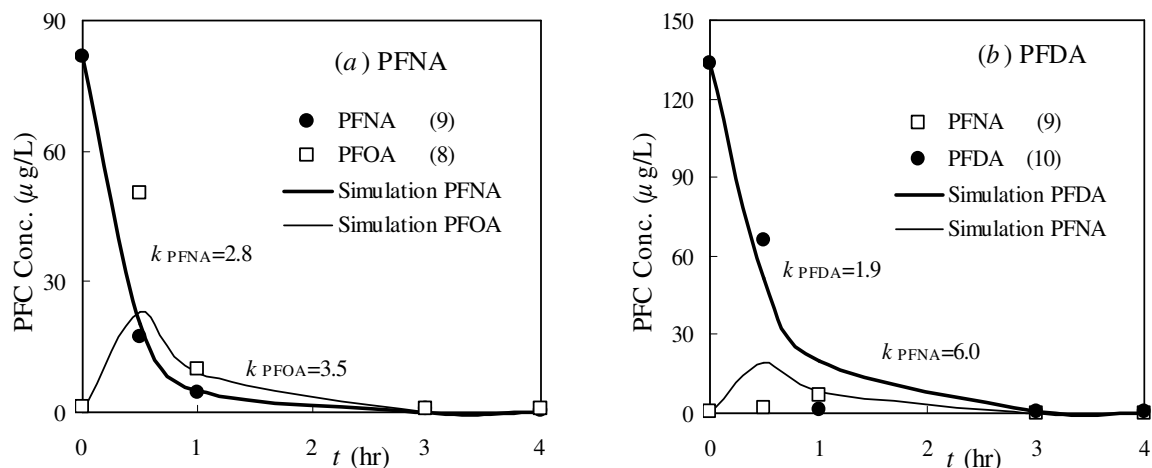 (a) PFNA
PFC Conc. (μg/L)
90
60
30
0
PFNA (9)
PFOA (8)
Simulation PFNA
Simulation PFOA
k PFNA=2.8
k PFOA=3.5
0 1 2 3 4
t (hr)
(b) PFDA
PFC Conc. (μg/L)
150
120
90
60
30
0
PFNA (9)
PFDA (10)
Simulation PFDA
Simulation PFNA
k PFDA=1.9
k PFNA=6.0
0 1 2 3 4
t (hr)